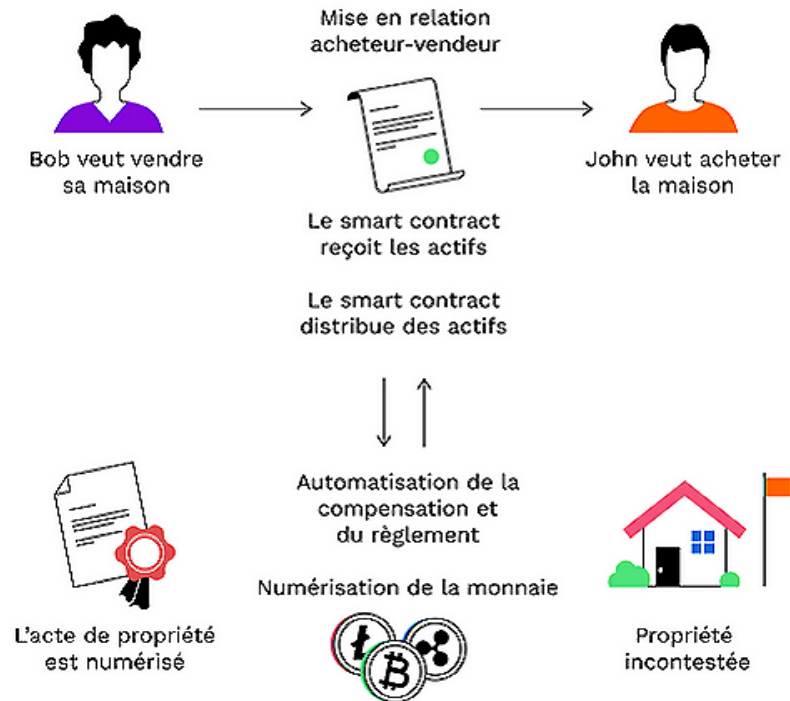 Mise en relation
acheteur-vendeur
Bob veut vendre
sa maison
John veut acheter
la maison
Le smart contract
reçoit les actifs
Le smart contract
distribue des actifs
Automatisation de la
compensation et
du règlement
Numérisation de la monnaie
L'acte de propriété
est numérisé
Propriété
incontestée